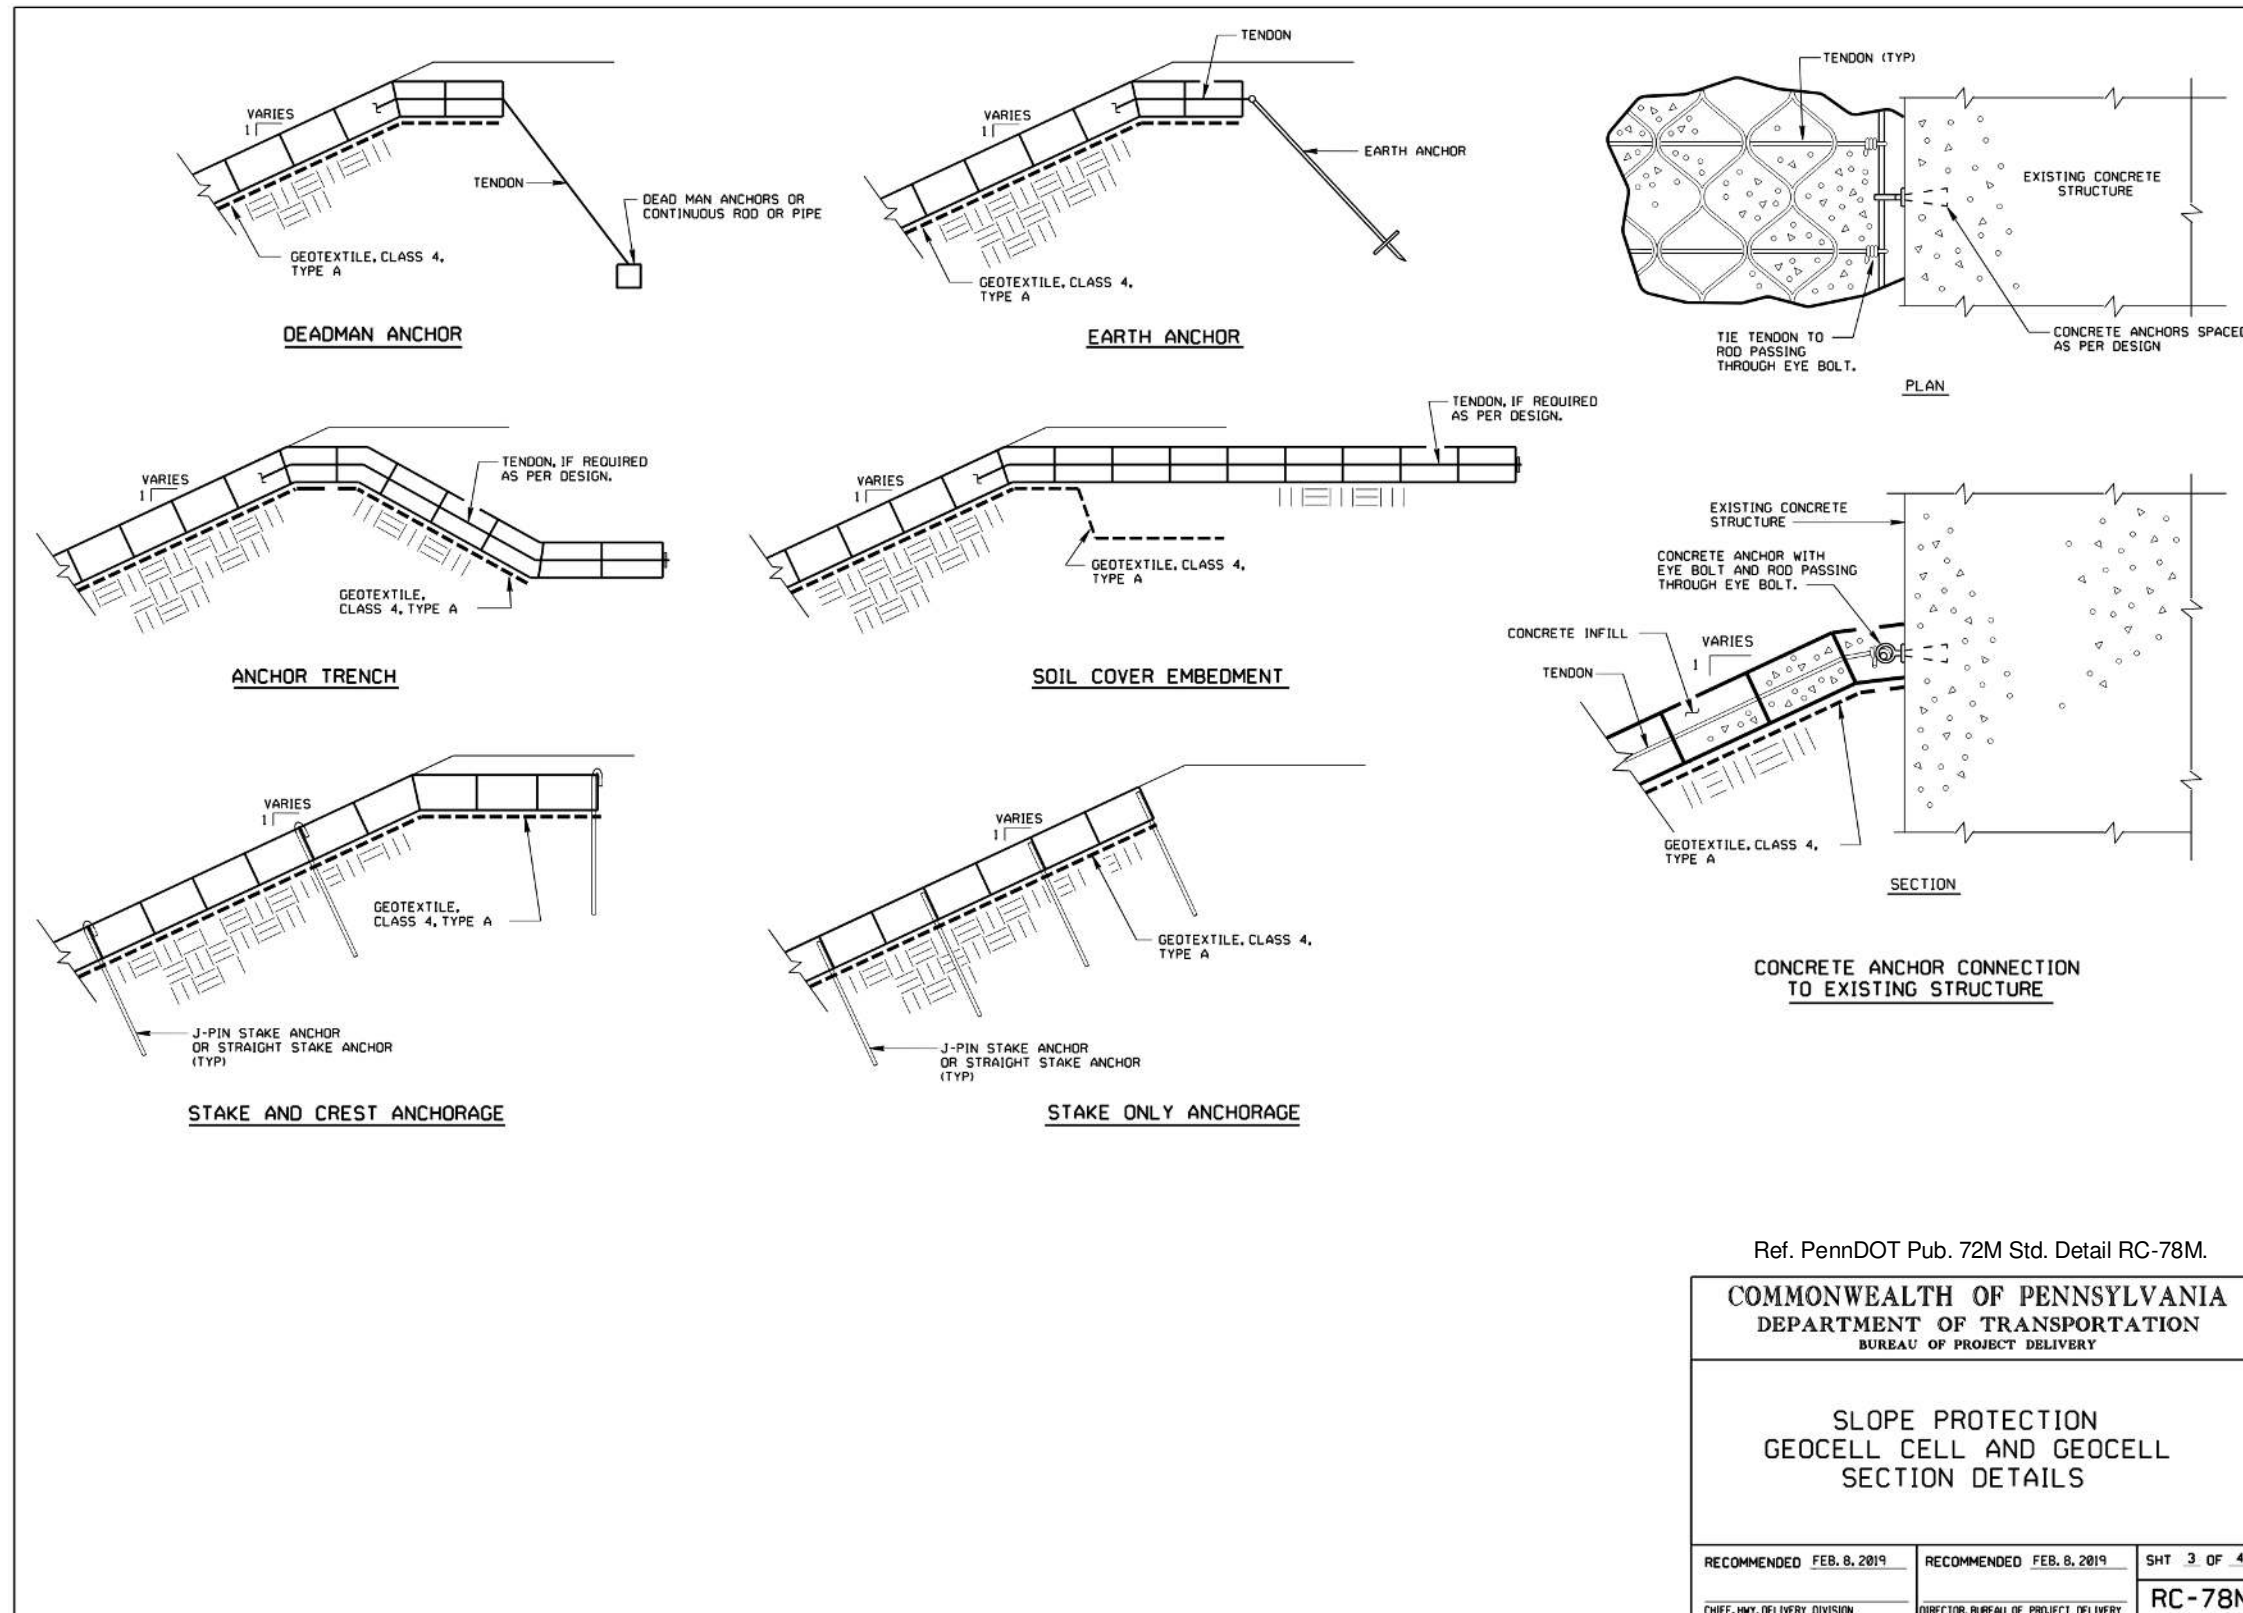 VARIES
1
TENDON
DEAD MAN ANCHORS OR
CONTINUOUS ROD OR PIPE
GEOTEXTILE, CLASS 4,
TYPE A
DEADMAN ANCHOR
TENDON
VARIES
1
EARTH ANCHOR
GEOTEXTILE, CLASS 4,
TYPE A
EARTH ANCHOR
TENDON (TYP)
EXISTING CONCRETE
STRUCTURE
TIE TENDON TO
ROD PASSING
THROUGH EYE BOLT.
CONCRETE ANCHORS SPACED
AS PER DESIGN
PLAN
VARIES
1
TENDON, IF REQUIRED
AS PER DESIGN.
GEOTEXTILE,
CLASS 4, TYPE A
ANCHOR TRENCH
TENDON, IF REQUIRED
AS PER DESIGN.
VARIES
1
GEOTEXTILE, CLASS 4,
TYPE A
SOIL COVER EMBEDMENT
EXISTING CONCRETE
STRUCTURE
CONCRETE ANCHOR WITH
EYE BOLT AND ROD PASSING
THROUGH EYE BOLT.
CONCRETE INFILL
VARIES
1
TENDON
GEOTEXTILE, CLASS 4,
TYPE A
SECTION
CONCRETE ANCHOR CONNECTION
TO EXISTING STRUCTURE
VARIES
1
GEOTEXTILE,
CLASS 4, TYPE A
J-PIN STAKE ANCHOR
OR STRAIGHT STAKE ANCHOR
(TYP)
STAKE AND CREST ANCHORAGE
VARIES
1
GEOTEXTILE, CLASS 4,
TYPE A
J-PIN STAKE ANCHOR
OR STRAIGHT STAKE ANCHOR
(TYP)
STAKE ONLY ANCHORAGE
Ref. PennDOT Pub. 72M Std. Detail RC-78M.
COMMONWEALTH OF PENNSYLVANIA
DEPARTMENT OF TRANSPORTATION
BUREAU OF PROJECT DELIVERY
SLOPE PROTECTION
GEOCELL CELL AND GEOCELL
SECTION DETAILS
RECOMMENDED FEB. 8, 2019
CHIEF, HWY. DELIVERY DIVISION
RECOMMENDED FEB. 8, 2019
DIRECTOR, BUREAU OF PROJECT DELIVERY
SHT 3 OF 4
RC-78M